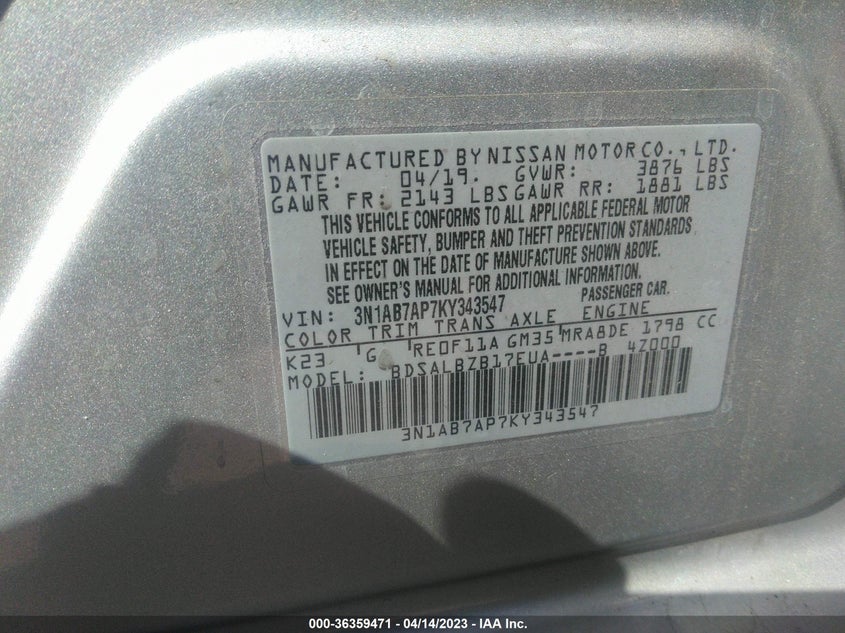 MANUFACTURED BY NISSAN MOTOR CO., LTD.
DATE: 04/19. GVWR: 3876 LBS
GAWR FR: 2143 LBS GAWR RR: 1881 LBS
THIS VEHICLE CONFORMS TO ALL APPLICABLE FEDERAL MOTOR
VEHICLE SAFETY, BUMPER AND THEFT PREVENTION STANDARDS
IN EFFECT ON THE DATE OF MANUFACTURE SHOWN ABOVE.
SEE OWNER'S MANUAL FOR ADDITIONAL INFORMATION.
VIN: 3N1AB7AP7KY343547 PASSENGER CAR.
COLOR TRIM TRANS AXLE ENGINE
K23 G RE0F11A GM35 MRA8DE 1798 CC
MODEL: BDSALBZB17EUA----B 4Z000
3N1AB7AP7KY343547
000-36359471 - 04/14/2023 - IAA Inc.